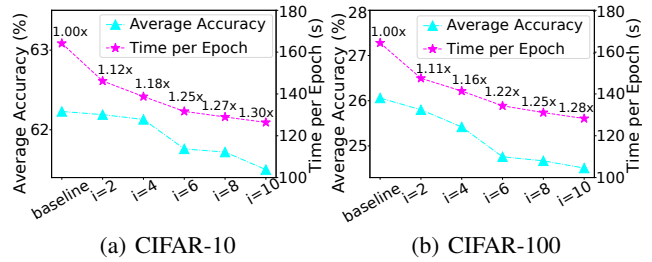 Average Accuracy (%)
63
62
Average Accuracy
Time per Epoch
1.00x
1.12x
1.18x
1.25x
1.27x
1.30x
180
160
140
120
100
Time per Epoch (s)
baseline
i=2
i=4
i=6
i=8
i=10
(a) CIFAR-10
Average Accuracy (%)
28
27
26
25
Average Accuracy
Time per Epoch
1.00x
1.11x
1.16x
1.22x
1.25x
1.28x
180
160
140
120
100
Time per Epoch (s)
baseline
i=2
i=4
i=6
i=8
i=10
(b) CIFAR-100